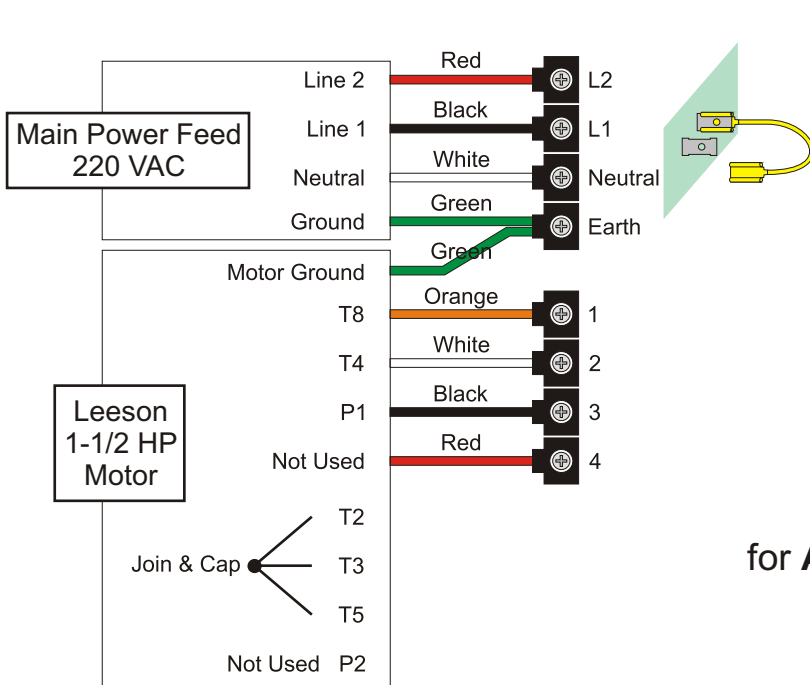 Main Power Feed
220 VAC
Line 2 Red L2
Line 1 Black L1
Neutral White Neutral
Ground Green Earth
Motor Ground Green
T8 Orange 1
T4 White 2
P1 Black 3
Not Used Red 4
Leeson
1-1/2 HP
Motor
T2
Join & Cap T3
T5
Not Used P2
for